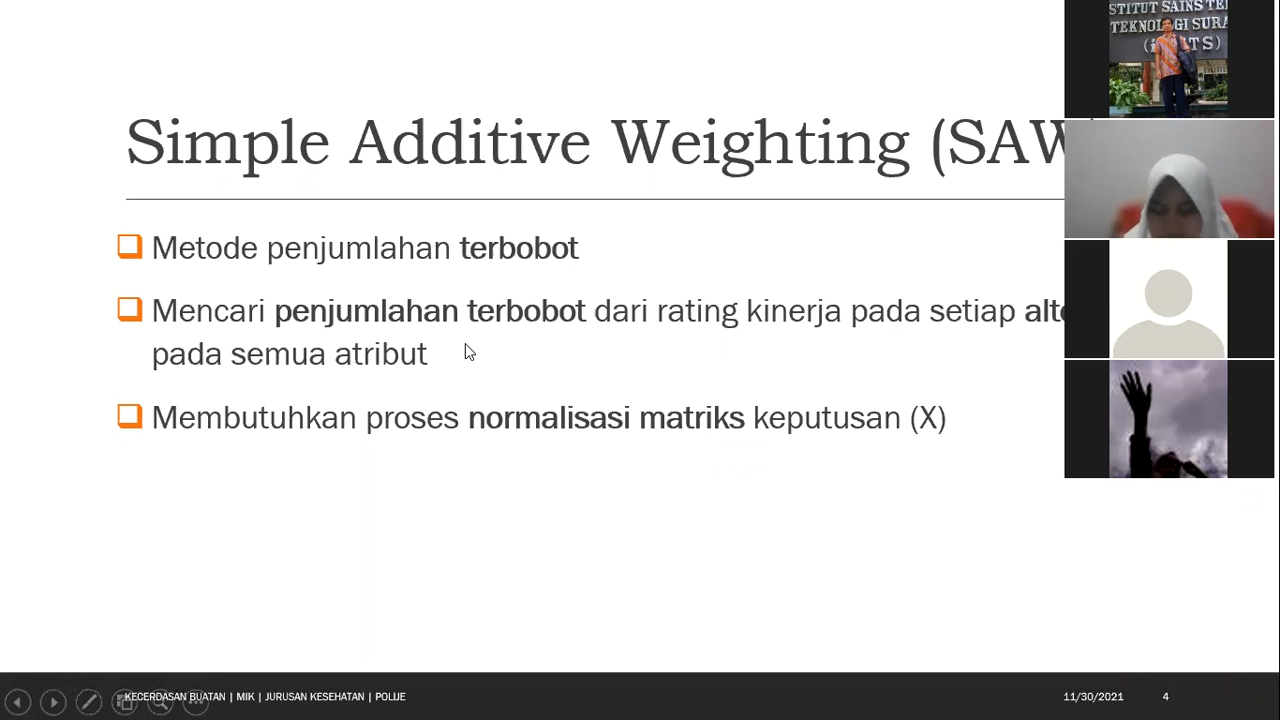 Simple Additive Weighting (SAW
Metode penjumlahan terbobot
Mencari penjumlahan terbobot dari rating kinerja pada setiap
pada semua atribut
Membutuhkan proses normalisasi matriks keputusan (X)
KECERDASAN BUATAN | MIK | JURUSAN KESEHATAN | POLIJE
11/30/2021
4